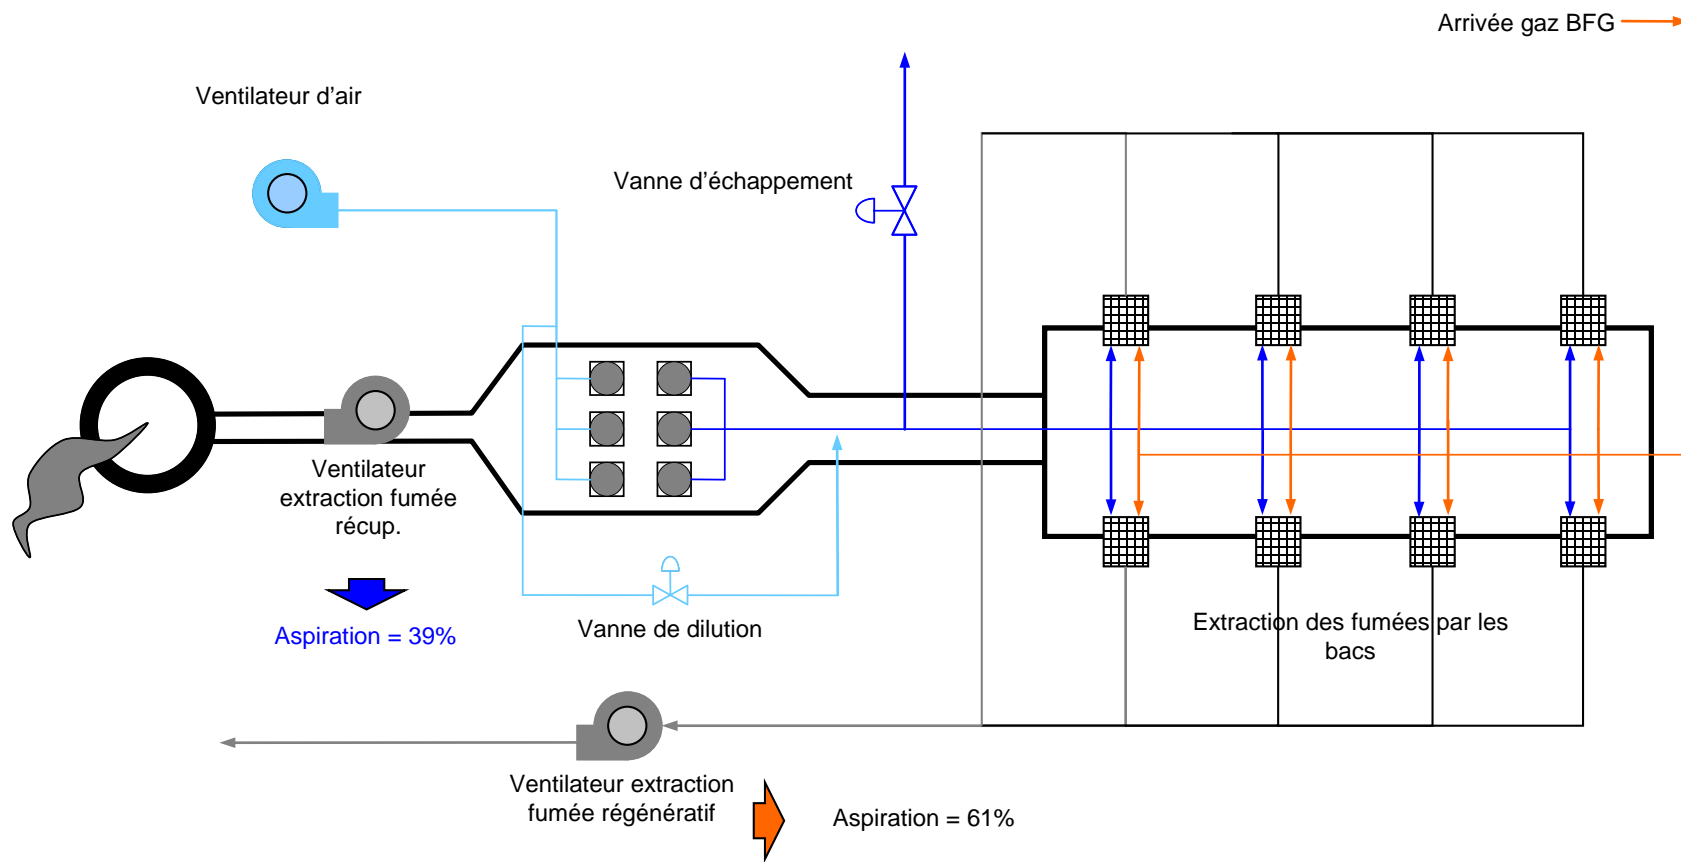 Arrivée gaz BFG
Ventilateur d’air
Vanne d'échappement
Ventilateur
extraction fumée
récup.
Aspiration = 39%
Vanne de dilution
Extraction des fumées par les
bacs
Ventilateur extraction
fumée régénératif
Aspiration = 61%